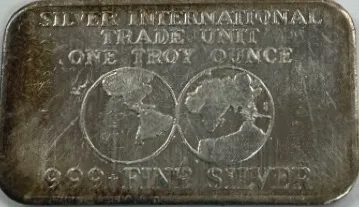 SILVER INTERNATIONAL
TRADE UNIT
ONE TROY OUNCE
999+ FINE SILVER